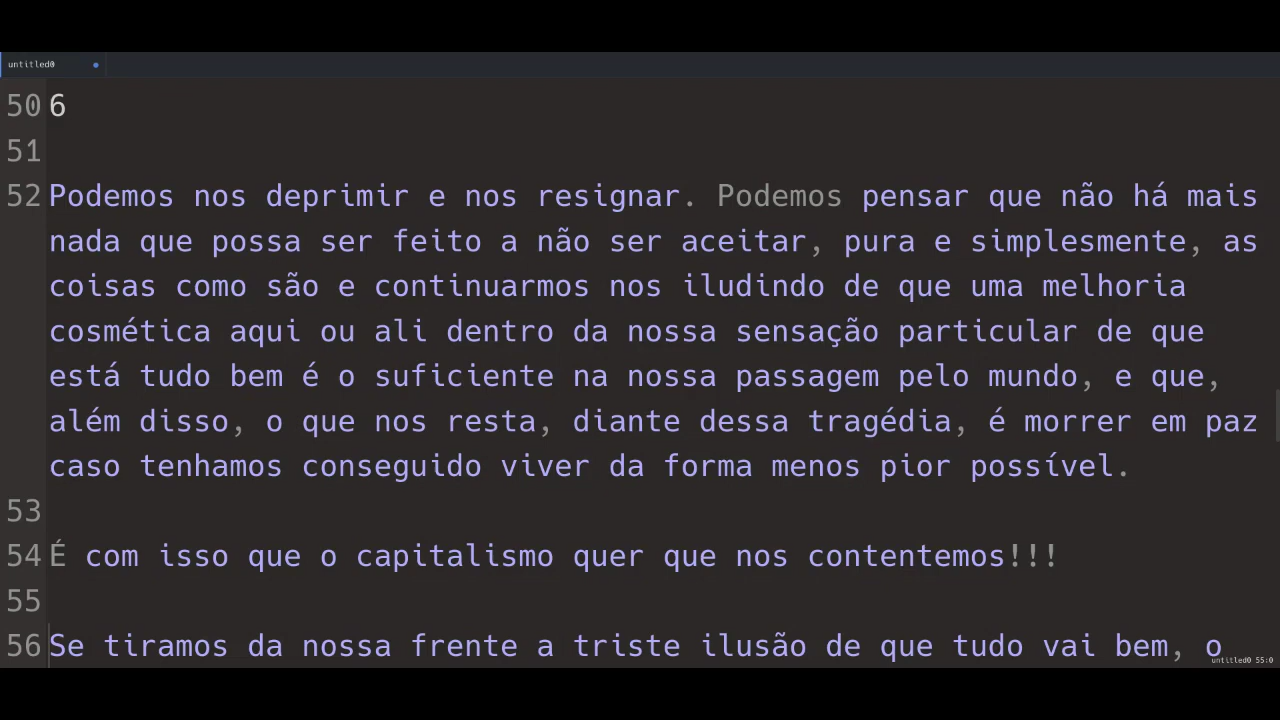 untitled0
50 6
51
52 Podemos nos deprimir e nos resignar. Podemos pensar que não há mais
nada que possa ser feito a não ser aceitar, pura e simplesmente, as
coisas como são e continuarmos nos iludindo de que uma melhoria
cosmética aqui ou ali dentro da nossa sensação particular de que
está tudo bem é o suficiente na nossa passagem pelo mundo, e que,
além disso, o que nos resta, diante dessa tragédia, é morrer em paz
caso tenhamos conseguido viver da forma menos pior possível.
53
54 É com isso que o capitalismo quer que nos contentemos!!!
55
56 Se tiramos da nossa frente a triste ilusão de que tudo vai bem, o
untitled0 55:0